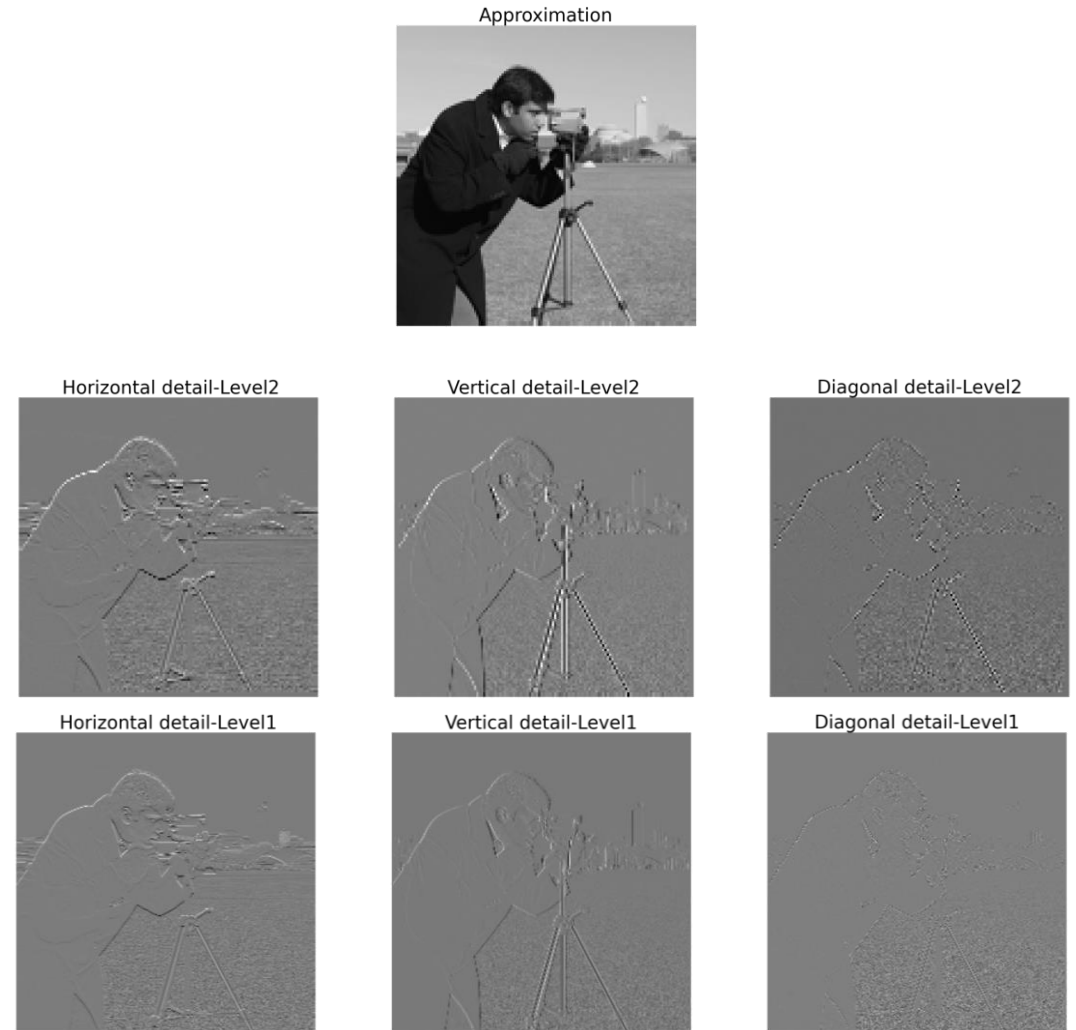 Approximation
Horizontal detail-Level2
Vertical detail-Level2
Diagonal detail-Level2
Horizontal detail-Level1
Vertical detail-Level1
Diagonal detail-Level1